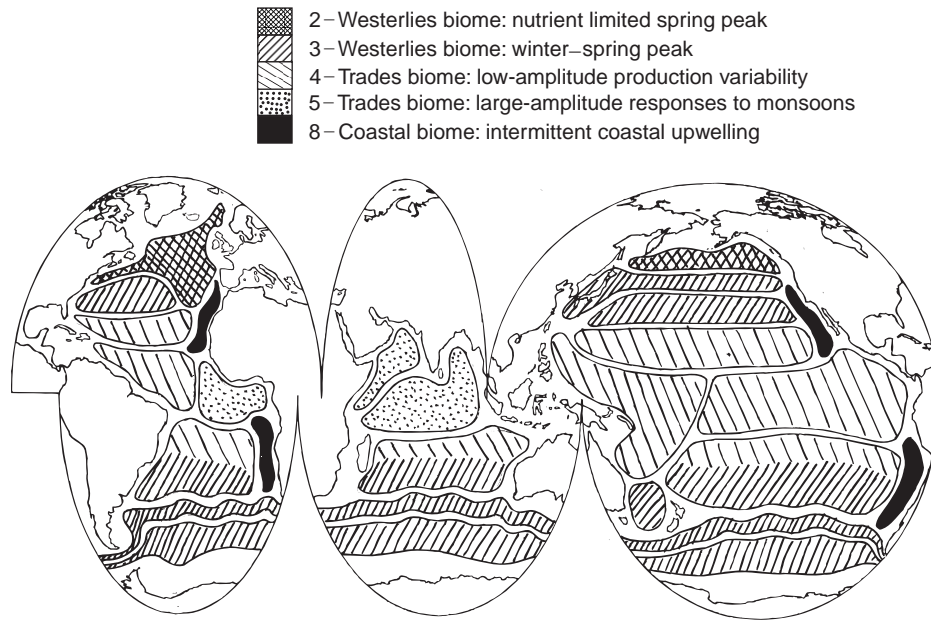 2–Westerlies biome: nutrient limited spring peak
3–Westerlies biome: winter–spring peak
4–Trades biome: low-amplitude production variability
5–Trades biome: large-amplitude responses to monsoons
8–Coastal biome: intermittent coastal upwelling